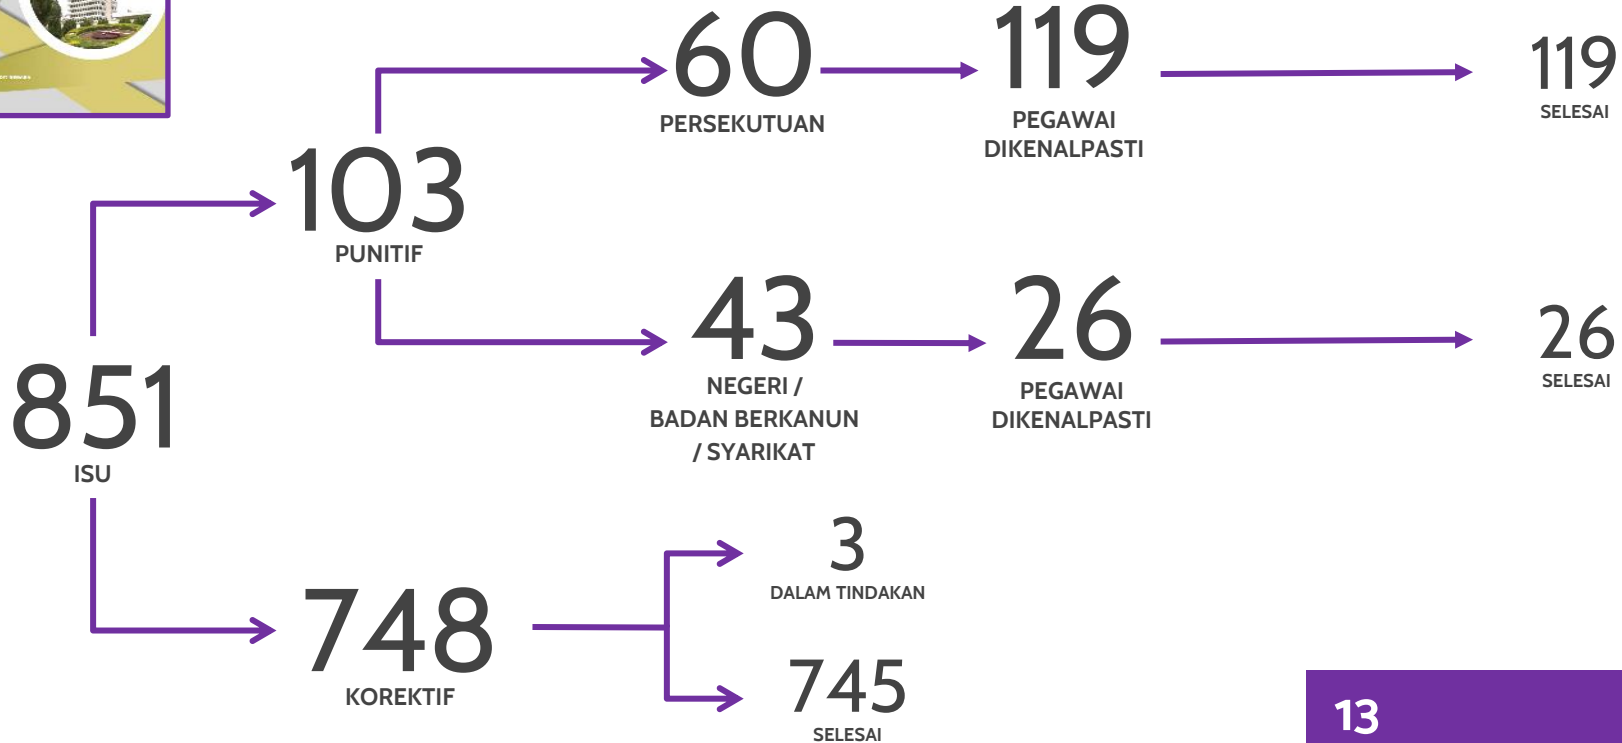 60
PERSEKUTUAN
119
PEGAWAI
DIKENALPASTI
119
SELESAI
103
PUNITIF
43
NEGERI /
BADAN BERKANUN
/ SYARIKAT
26
PEGAWAI
DIKENALPASTI
26
SELESAI
851
ISU
748
KOREKTIF
3
DALAM TINDAKAN
745
SELESAI
13